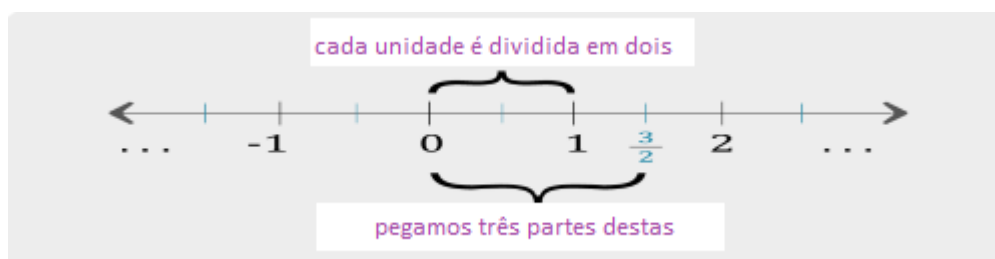 cada unidade é dividida em dois
... -1 0 1 3/2 2 ...
pegamos três partes destas